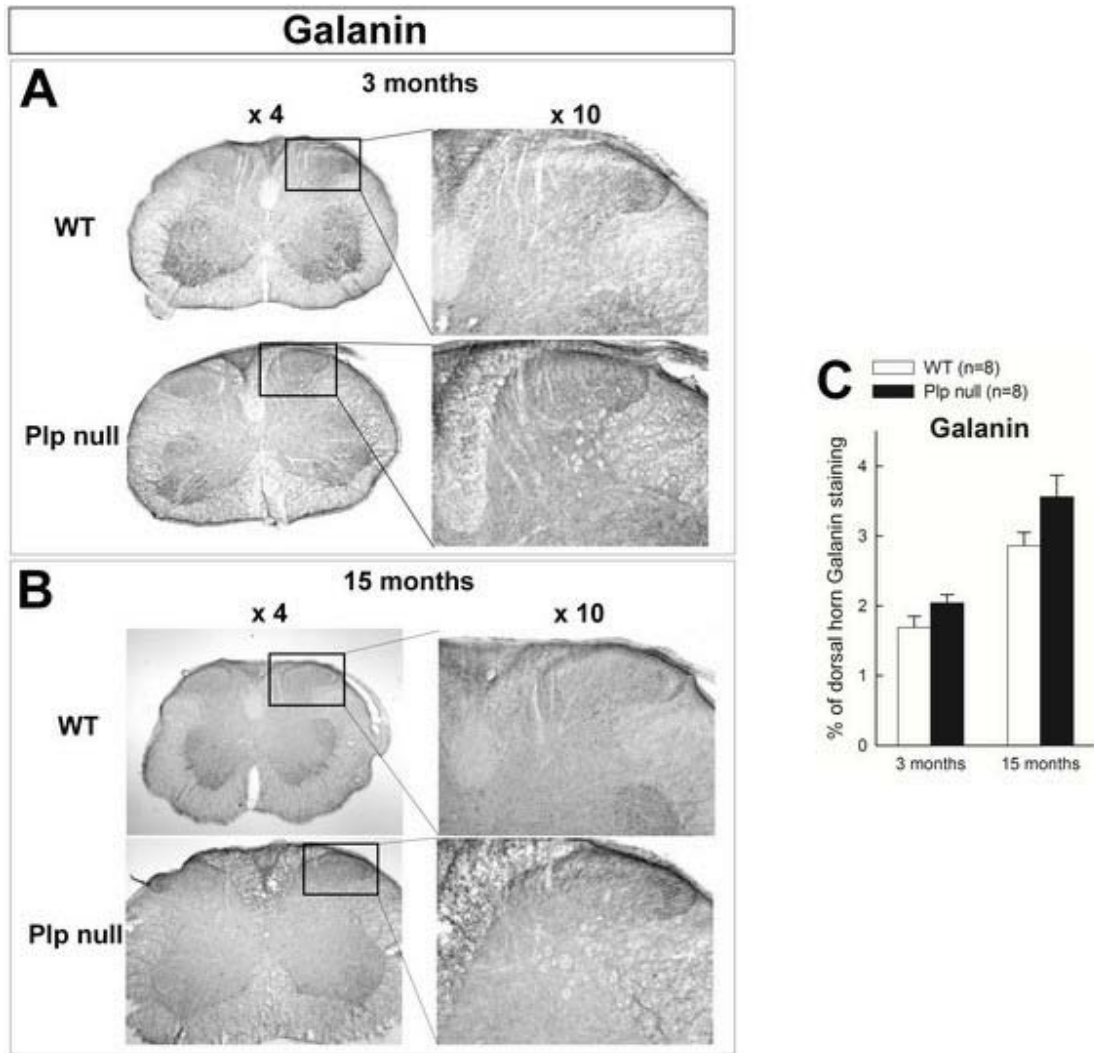 Galanin
A
3 months
x 4
x 10
WT
Plp null
B
15 months
x 4
x 10
WT
Plp null
C
WT (n=8)
Plp null (n=8)
Galanin
% of dorsal horn Galanin staining
4
3
2
1
0
3 months
15 months